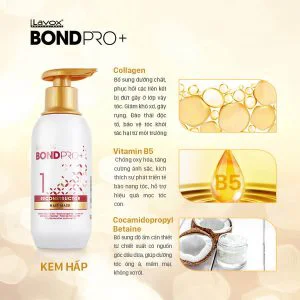 Lavox
BONDPRO+
Collagen
Bổ sung dưỡng chất,
phục hồi các liên kết
bị đứt gãy ở lớp vảy
tóc. Giảm khô xơ, gãy
rụng. Đào thải độc
tố, bảo vệ tóc khỏi
tác hại từ môi trường
Vitamin B5
Chống oxy hóa, tăng
cường ánh sắc, kích
thích sự phát triển tế
bào nang tóc, hỗ trợ
hiệu quả mọc tóc
con
B5
Cocamidopropyl
Betaine
Bổ sung độ ẩm cần thiết
từ chiết xuất có nguồn
gốc dầu dừa, giúp dưỡng
tóc óng ả, mềm mại,
không xơ rối.
BONDPRO+
1
RECONSTRUCTOR
HAIR MASK
KEM HẤP